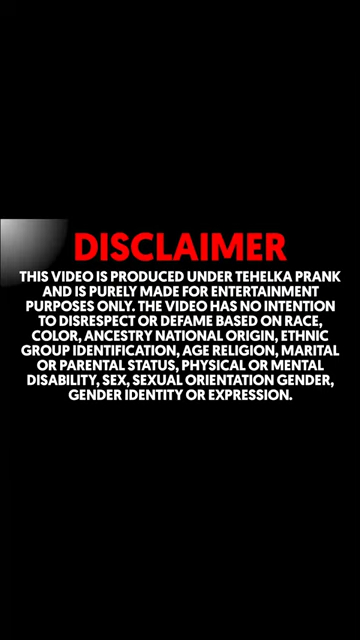 DISCLAIMER
THIS VIDEO IS PRODUCED UNDER TEHELKA PRANK
AND IS PURELY MADE FOR ENTERTAINMENT
PURPOSES ONLY. THE VIDEO HAS NO INTENTION
TO DISRESPECT OR DEFAME BASED ON RACE,
COLOR, ANCESTRY NATIONAL ORIGIN, ETHNIC
GROUP IDENTIFICATION, AGE RELIGION, MARITAL
OR PARENTAL STATUS, PHYSICAL OR MENTAL
DISABILITY, SEX, SEXUAL ORIENTATION GENDER,
GENDER IDENTITY OR EXPRESSION.